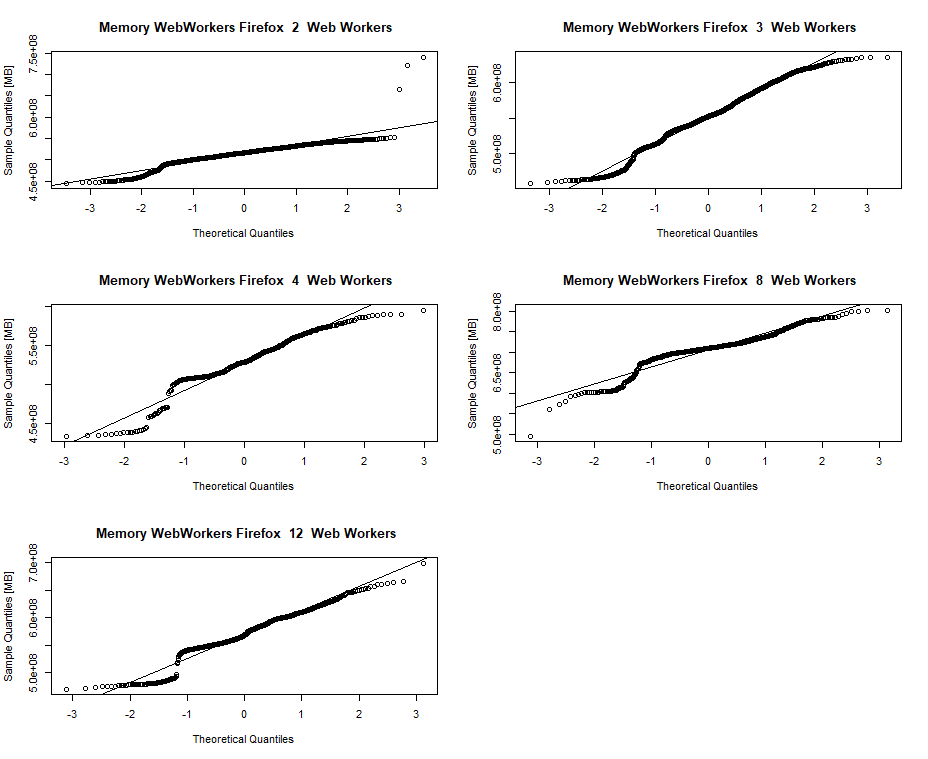 Memory WebWorkers Firefox  2  Web Workers
Sample Quantiles [MB]
7.5e+08
6.0e+08
4.5e+08
-3 -2 -1 0 1 2 3
Theoretical Quantiles
Memory WebWorkers Firefox  3  Web Workers
Sample Quantiles [MB]
6.0e+08
5.0e+08
-3 -2 -1 0 1 2 3
Theoretical Quantiles
Memory WebWorkers Firefox  4  Web Workers
Sample Quantiles [MB]
5.5e+08
4.5e+08
-3 -2 -1 0 1 2 3
Theoretical Quantiles
Memory WebWorkers Firefox  8  Web Workers
Sample Quantiles [MB]
8.0e+08
6.5e+08
5.0e+08
-3 -2 -1 0 1 2 3
Theoretical Quantiles
Memory WebWorkers Firefox  12  Web Workers
Sample Quantiles [MB]
7.0e+08
6.0e+08
5.0e+08
-3 -2 -1 0 1 2 3
Theoretical Quantiles